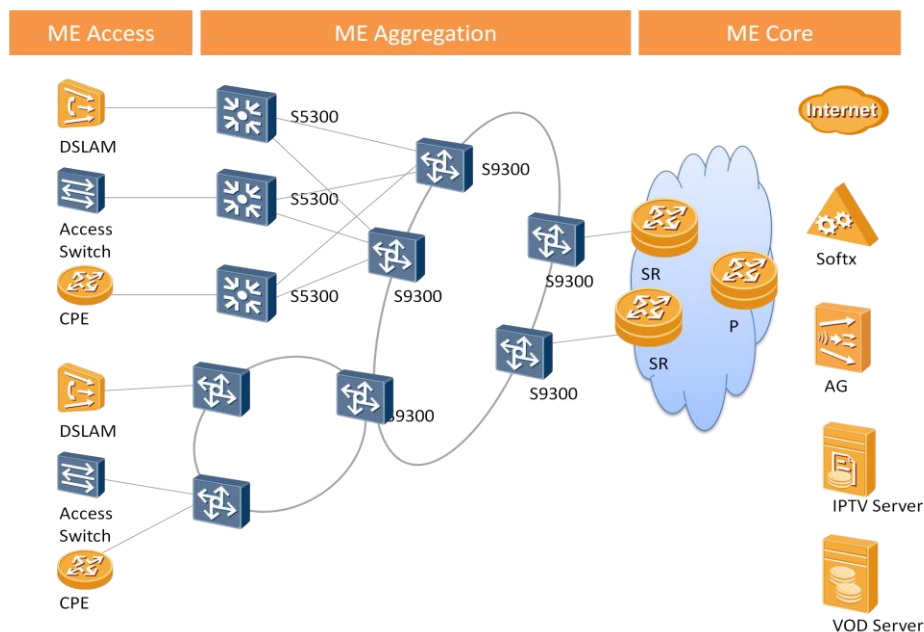 ME Access
ME Aggregation
ME Core
DSLAM
S5300
S9300
Internet
Access
Switch
S5300
S9300
S9300
SR
Softx
CPE
S5300
SR
P
AG
DSLAM
S9300
S9300
Access
Switch
IPTV Server
CPE
VOD Server